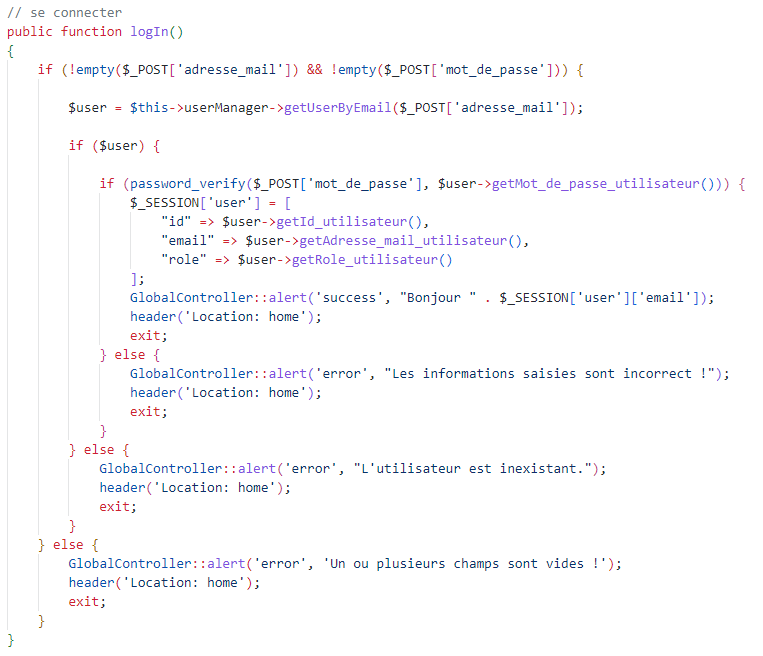 // se connecter
public function logIn()
{
    if (!empty($_POST['adresse_mail']) && !empty($_POST['mot_de_passe'])) {

        $user = $this->userManager->getUserByEmail($_POST['adresse_mail']);

        if ($user) {

            if (password_verify($_POST['mot_de_passe'], $user->getMot_de_passe_utilisateur())) {
                $_SESSION['user'] = [
                    "id" => $user->getId_utilisateur(),
                    "email" => $user->getAdresse_mail_utilisateur(),
                    "role" => $user->getRole_utilisateur()
                ];
                GlobalController::alert('success', "Bonjour " . $_SESSION['user']['email']);
                header('Location: home');
                exit;
            } else {
                GlobalController::alert('error', "Les informations saisies sont incorrect !");
                header('Location: home');
                exit;
            }
        } else {
            GlobalController::alert('error', "L'utilisateur est inexistant.");
            header('Location: home');
            exit;
        }
    } else {
        GlobalController::alert('error', 'Un ou plusieurs champs sont vides !');
        header('Location: home');
        exit;
    }
}